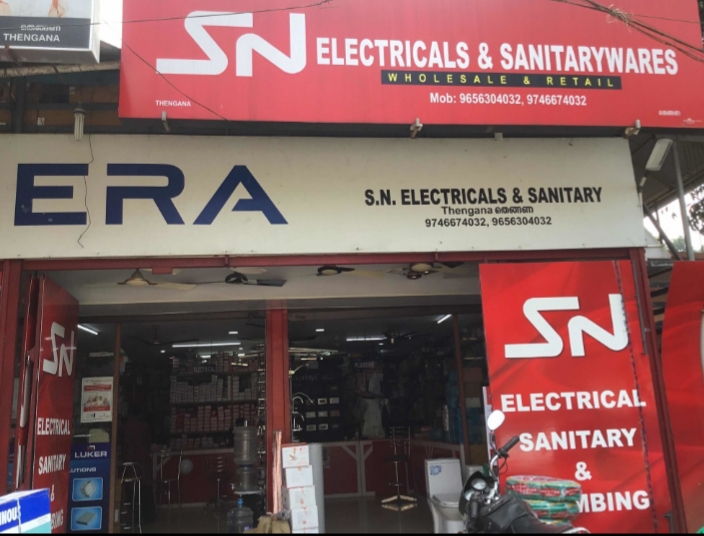 THENGANA
SN ELECTRICALS & SANITARYWARES
WHOLESALE & RETAIL
Mob: 9656304032, 9746674032
THENGANA
ERA
S.N. ELECTRICALS & SANITARY
Thengana തെങ്ങണ
9746674032, 9656304032
SN
ELECTRICAL
SANITARY
&
LUKER
UTIONS
SN
ELECTRICAL
SANITARY
&
MBING